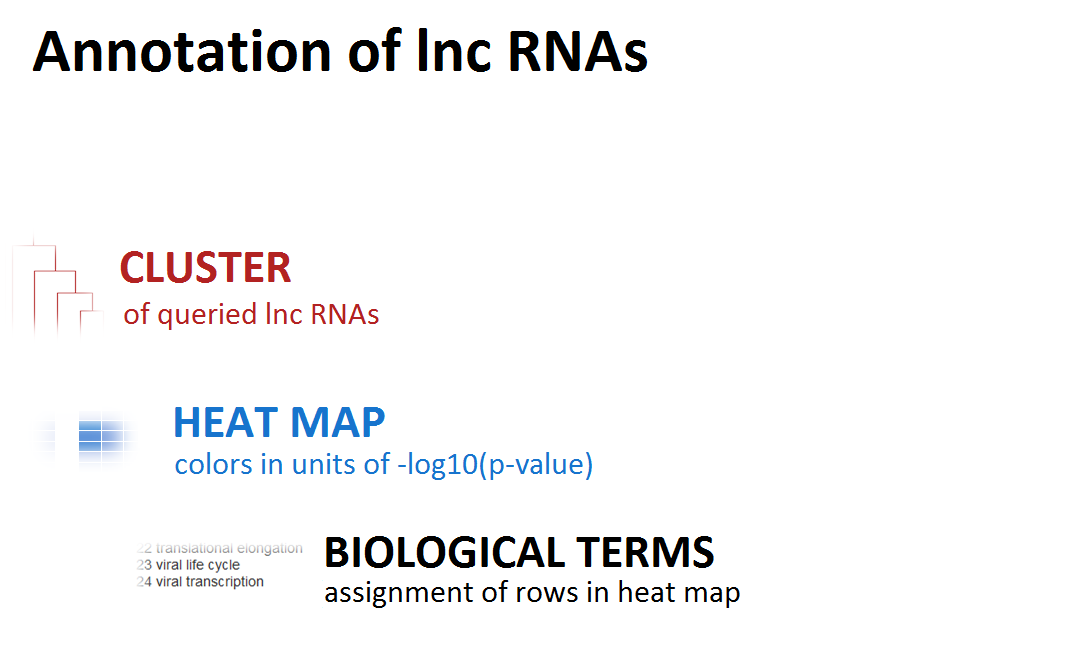 Annotation of lnc RNAs
CLUSTER
of queried lnc RNAs
HEAT MAP
colors in units of -log10(p-value)
22 translational elongation
23 viral life cycle
24 viral transcription
BIOLOGICAL TERMS
assignment of rows in heat map